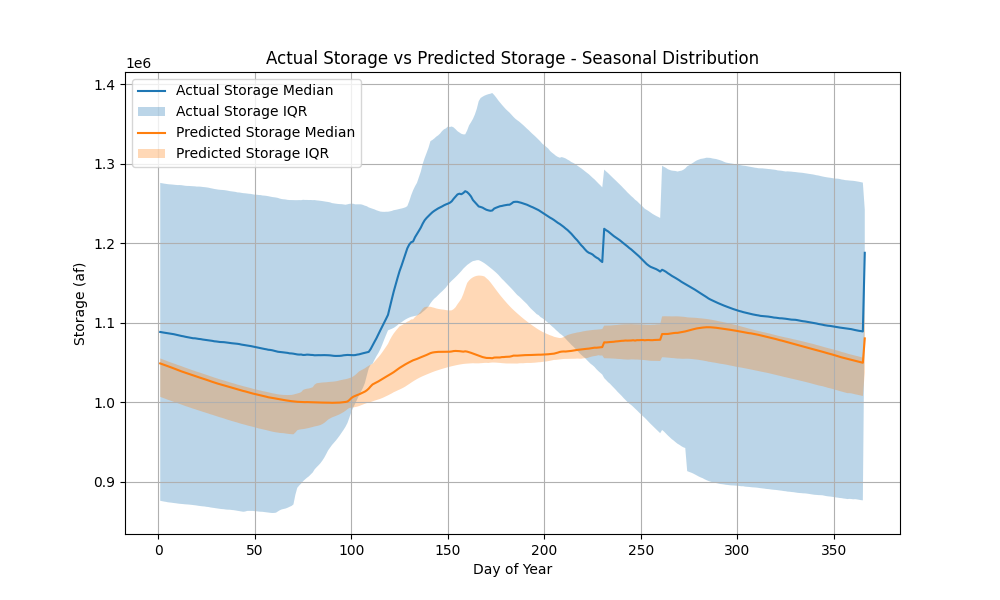 Actual Storage vs Predicted Storage - Seasonal Distribution
1e6
1.4
1.3
1.2
1.1
1.0
0.9
Storage (af)
Actual Storage Median
Actual Storage IQR
Predicted Storage Median
Predicted Storage IQR
0 50 100 150 200 250 300 350
Day of Year